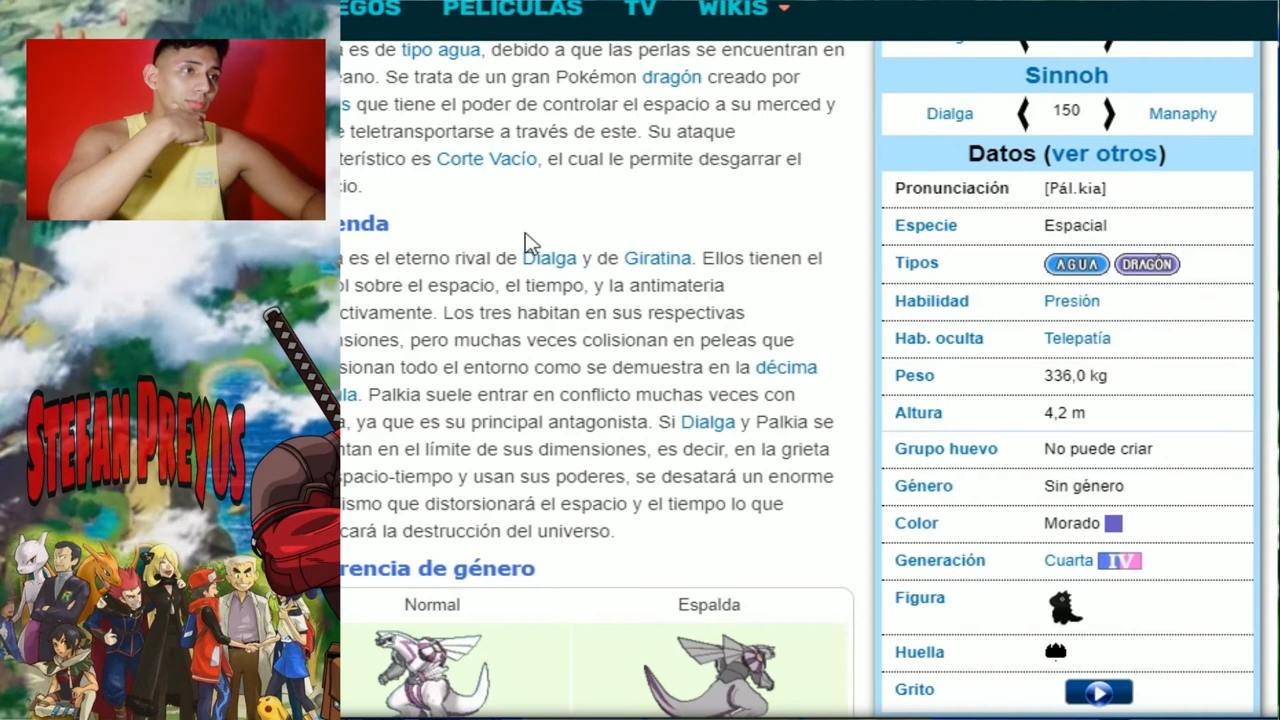 EGOS PELÍCULAS TV WIKIS
a es de tipo agua, debido a que las perlas se encuentran en
eano. Se trata de un gran Pokémon dragón creado por
s que tiene el poder de controlar el espacio a su merced y
e teletransportarse a través de este. Su ataque
terístico es Corte Vacío, el cual le permite desgarrar el
cio.
enda
a es el eterno rival de Dialga y de Giratina. Ellos tienen el
ol sobre el espacio, el tiempo, y la antimateria
ctivamente. Los tres habitan en sus respectivas
nsiones, pero muchas veces colisionan en peleas que
sionan todo el entorno como se demuestra en la décima
ula. Palkia suele entrar en conflicto muchas veces con
a, ya que es su principal antagonista. Si Dialga y Palkia se
ntan en el límite de sus dimensiones, es decir, en la grieta
spacio-tiempo y usan sus poderes, se desatará un enorme
ismo que distorsionará el espacio y el tiempo lo que
cará la destrucción del universo.
rencia de género
Normal Espalda
Sinnoh
Dialga 150 Manaphy
Datos (ver otros)
Pronunciación [Pál.kia]
Especie Espacial
Tipos AGUA DRAGÓN
Habilidad Presión
Hab. oculta Telepatía
Peso 336,0 kg
Altura 4,2 m
Grupo huevo No puede criar
Género Sin género
Color Morado
Generación Cuarta IV
Figura
Huella
Grito
STEFAN PREYOS